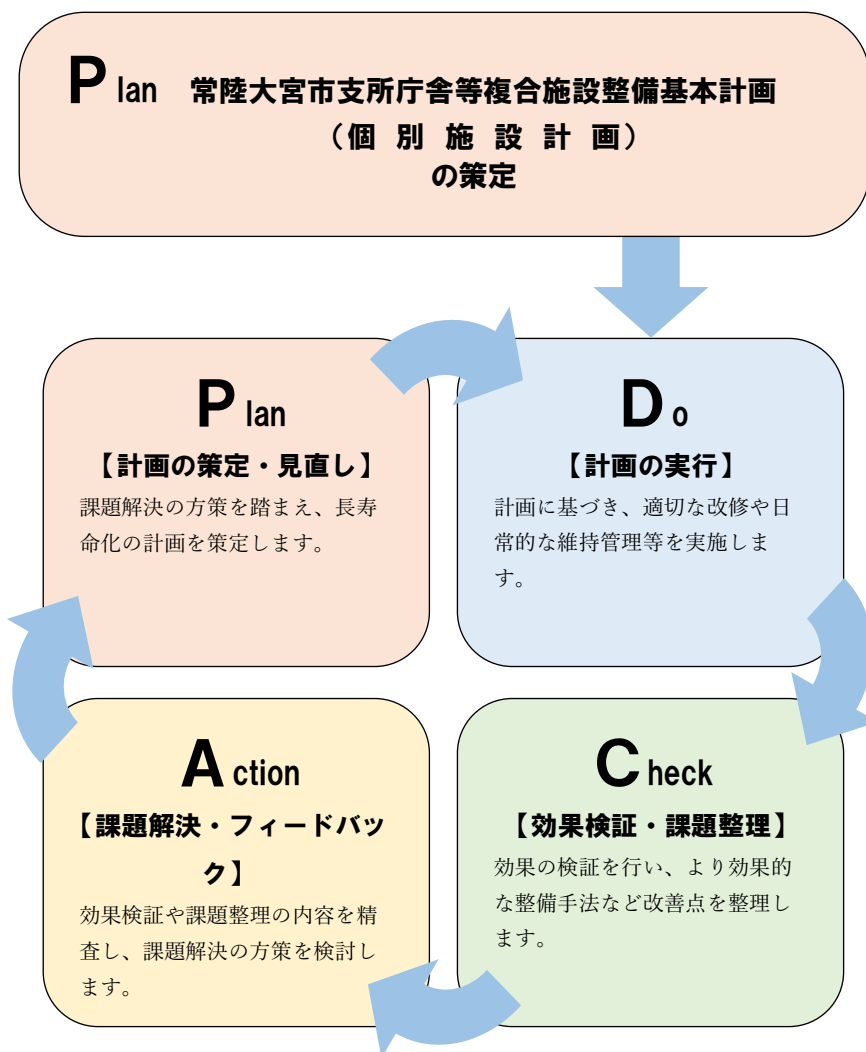 Plan 常陸大宮市支所庁舎等複合施設整備基本計画
（個別施設計画）
の策定
Plan
【計画の策定・見直し】
課題解決の方策を踏まえ、長寿
命化の計画を策定します。
Do
【計画の実行】
計画に基づき、適切な改修や日
常的な維持管理等を実施しま
す。
Action
【課題解決・フィードバッ
ク】
効果検証や課題整理の内容を精
査し、課題解決の方策を検討し
ます。
Check
【効果検証・課題整理】
効果の検証を行い、より効果的
な整備手法など改善点を整理し
ます。